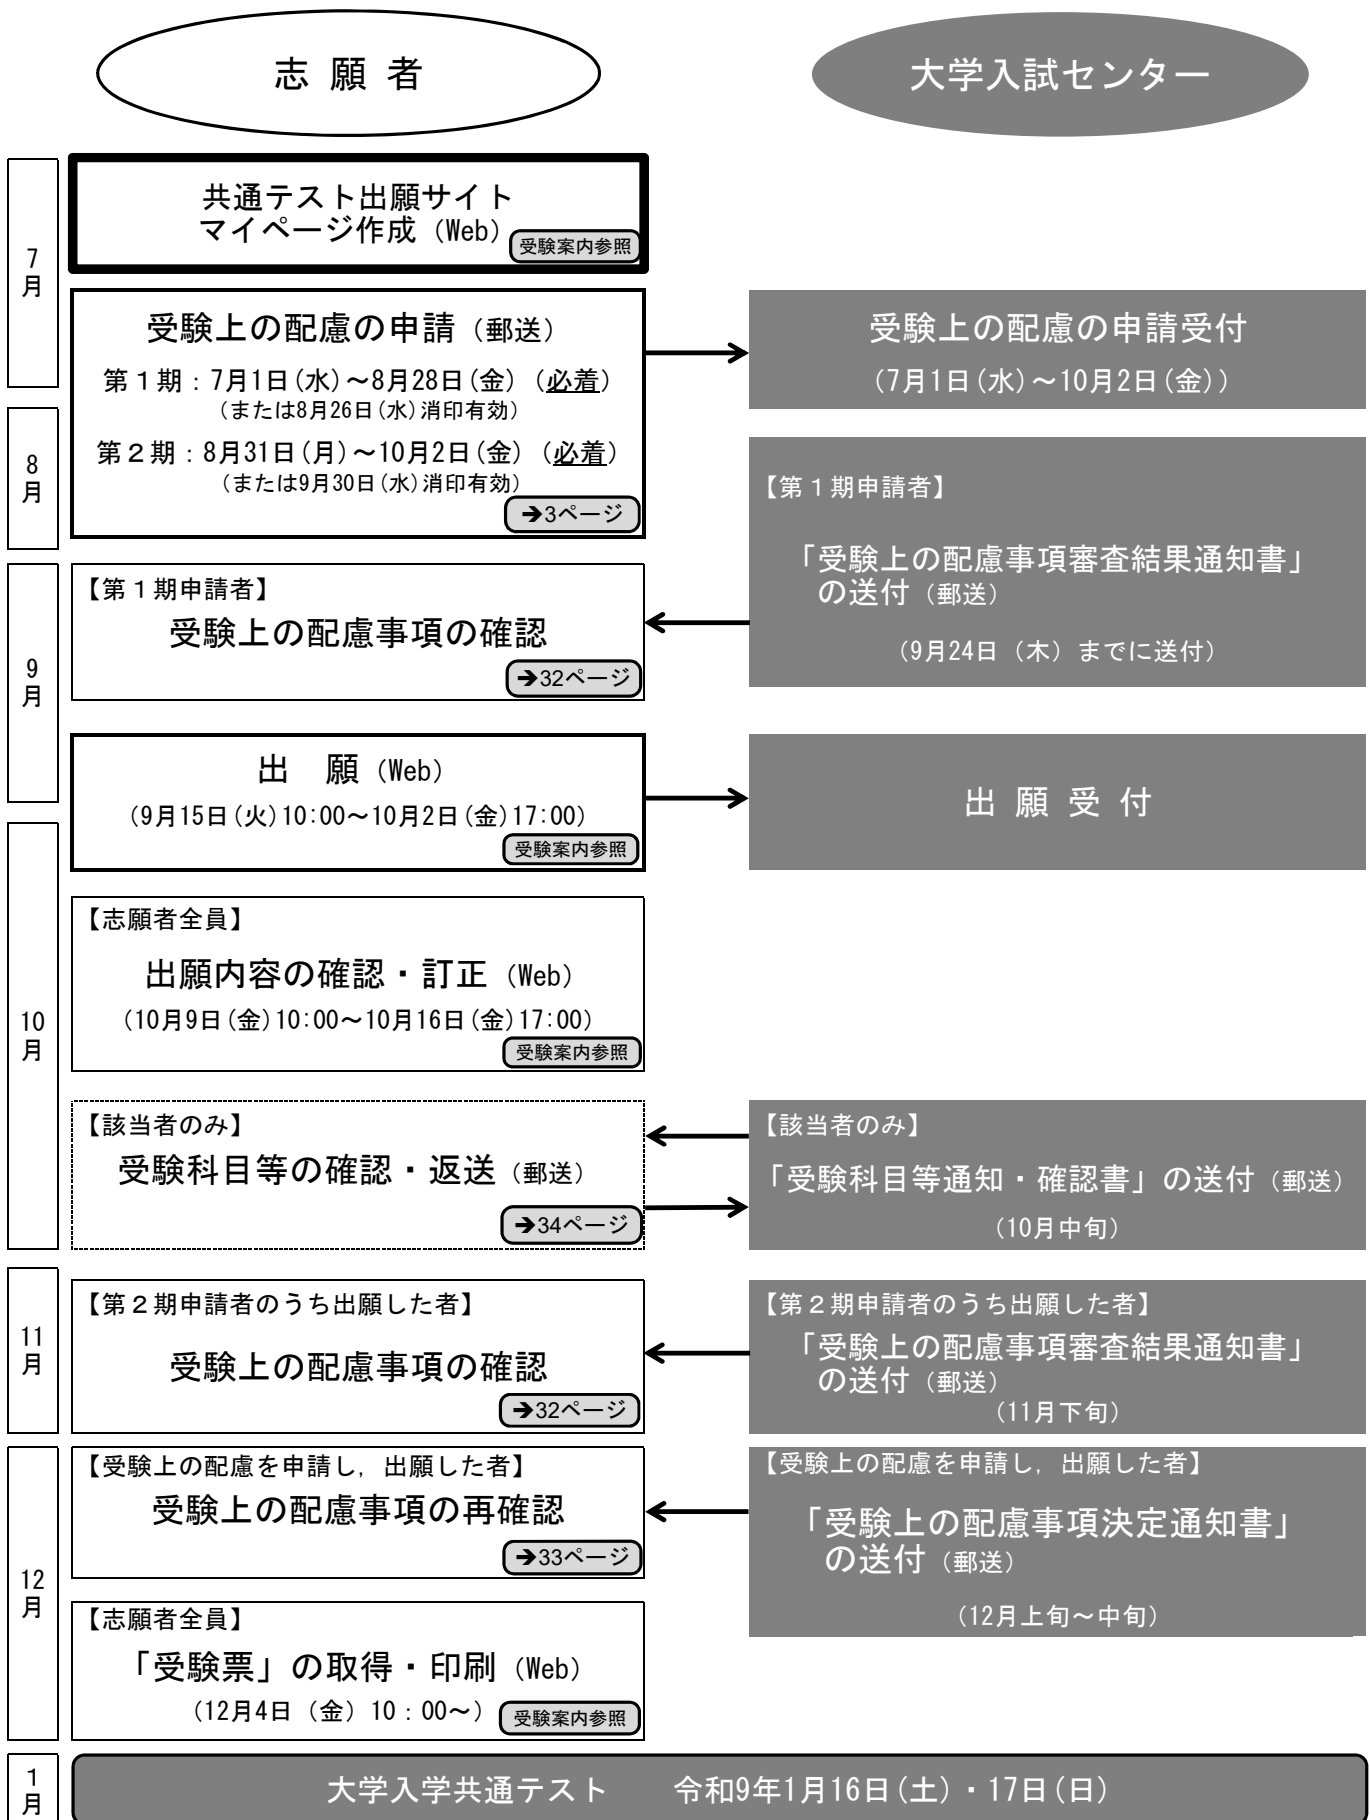 志 願 者
大学入試センター
7
月
共通テスト出願サイト
マイページ作成（Web）
受験案内参照
受験上の配慮の申請（郵送）
第１期：7月1日(水)～8月28日(金)（必着）
（または8月26日(水)消印有効）
第２期：8月31日(月)～10月2日(金)（必着）
（または9月30日(水)消印有効）
➔3ページ
受験上の配慮の申請受付
（7月1日(水)～10月2日(金)）
8
月
【第１期申請者】
「受験上の配慮事項審査結果通知書」
の送付（郵送）
（9月24日（木）までに送付）
9
月
【第１期申請者】
受験上の配慮事項の確認
➔32ページ
出　願（Web）
（9月15日(火)10:00～10月2日(金)17:00）
受験案内参照
出 願 受 付
10
月
【志願者全員】
出願内容の確認・訂正（Web）
（10月9日(金)10:00～10月16日(金)17:00）
受験案内参照
【該当者のみ】
受験科目等の確認・返送（郵送）
➔34ページ
【該当者のみ】
「受験科目等通知・確認書」の送付（郵送）
（10月中旬）
11
月
【第２期申請者のうち出願した者】
受験上の配慮事項の確認
➔32ページ
【第２期申請者のうち出願した者】
「受験上の配慮事項審査結果通知書」
の送付（郵送）
（11月下旬）
12
月
【受験上の配慮を申請し，出願した者】
受験上の配慮事項の再確認
➔33ページ
【受験上の配慮を申請し，出願した者】
「受験上の配慮事項決定通知書」
の送付（郵送）
（12月上旬～中旬）
【志願者全員】
「受験票」の取得・印刷（Web）
（12月4日（金）10：00～）
受験案内参照
1
月
大学入学共通テスト　　令和9年1月16日(土)・17日(日)